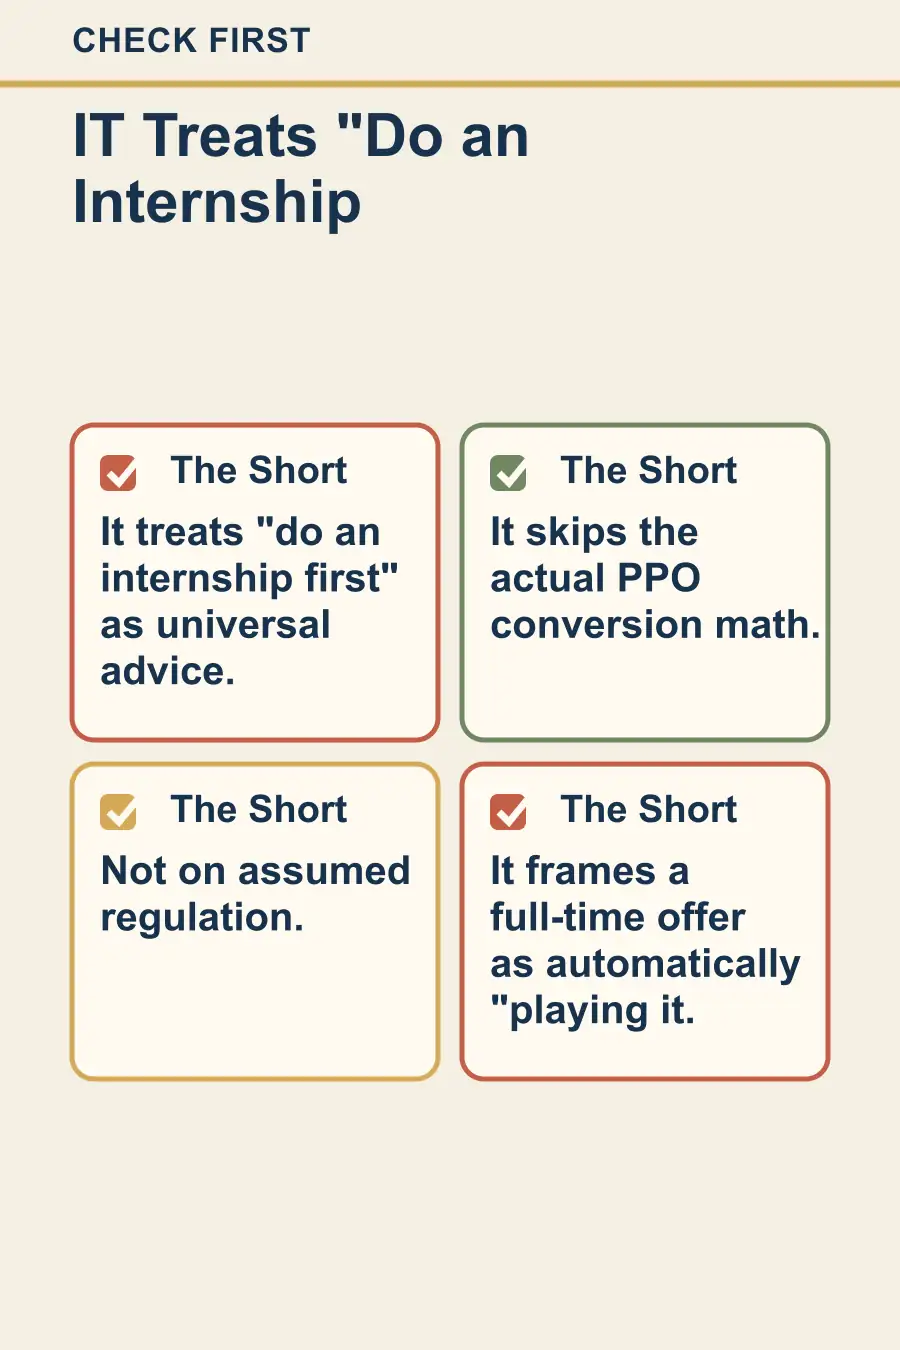 CHECK FIRST
IT Treats "Do an
Internship
The Short
It treats "do an
internship first"
as universal
advice.
The Short
It skips the
actual PPO
conversion math.
The Short
Not on assumed
regulation.
The Short
It frames a
full-time offer
as automatically
"playing it.